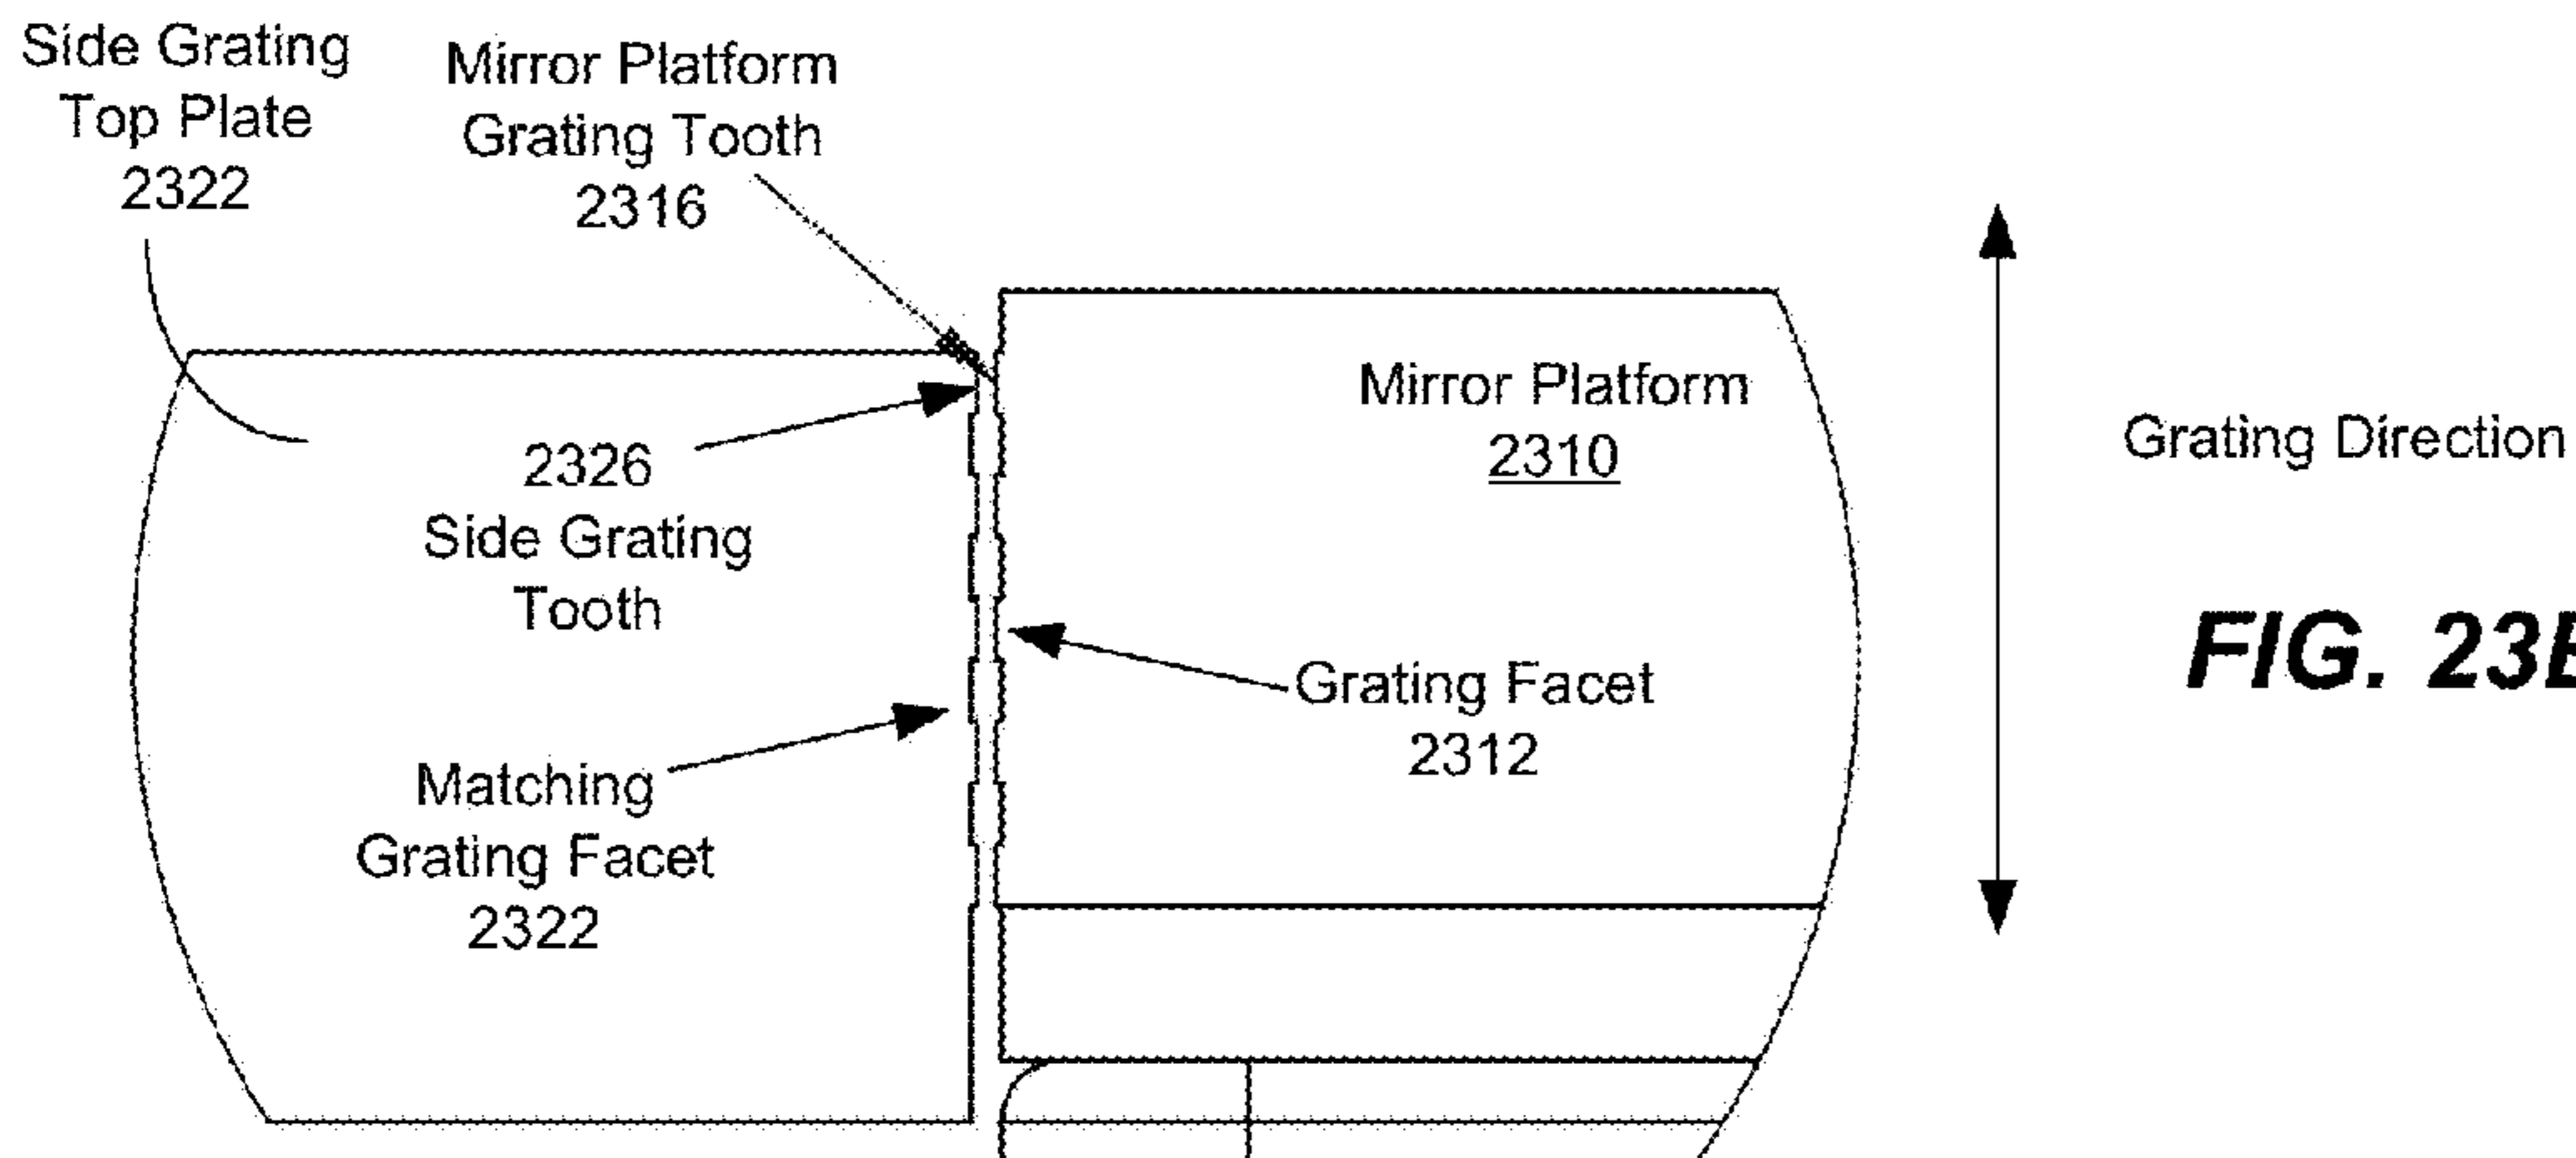 Side Grating
Top Plate
2322
Mirror Platform
Grating Tooth
2316
Mirror Platform
2310
Grating Direction
2326
Side Grating
Tooth
FIG. 23
Grating Facet
2312
Matching
Grating Facet
2322